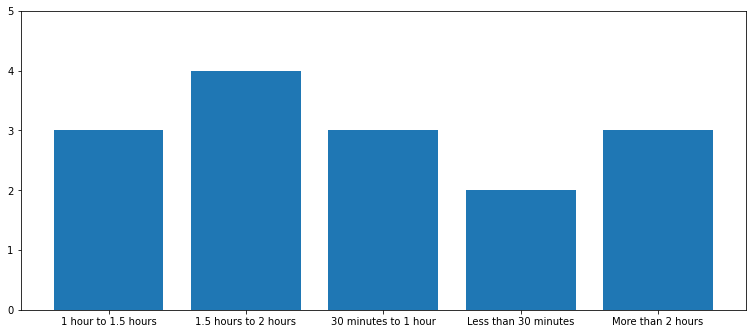 5
4
3
2
1
0
1 hour to 1.5 hours
1.5 hours to 2 hours
30 minutes to 1 hour
Less than 30 minutes
More than 2 hours